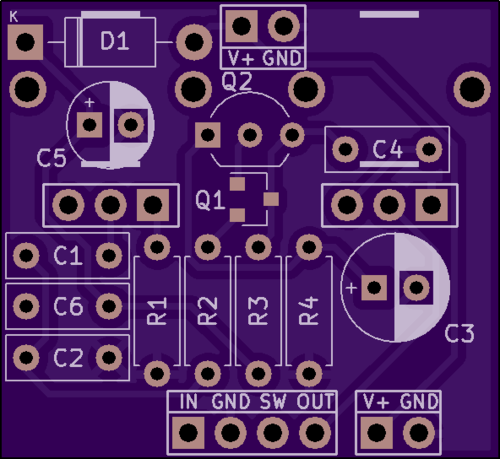 K
D1
V+ GND
Q2
+
C5
C4
Q1
C1
C6
C2
R1
R2
R3
R4
+
C3
IN GND SW OUT
V+ GND